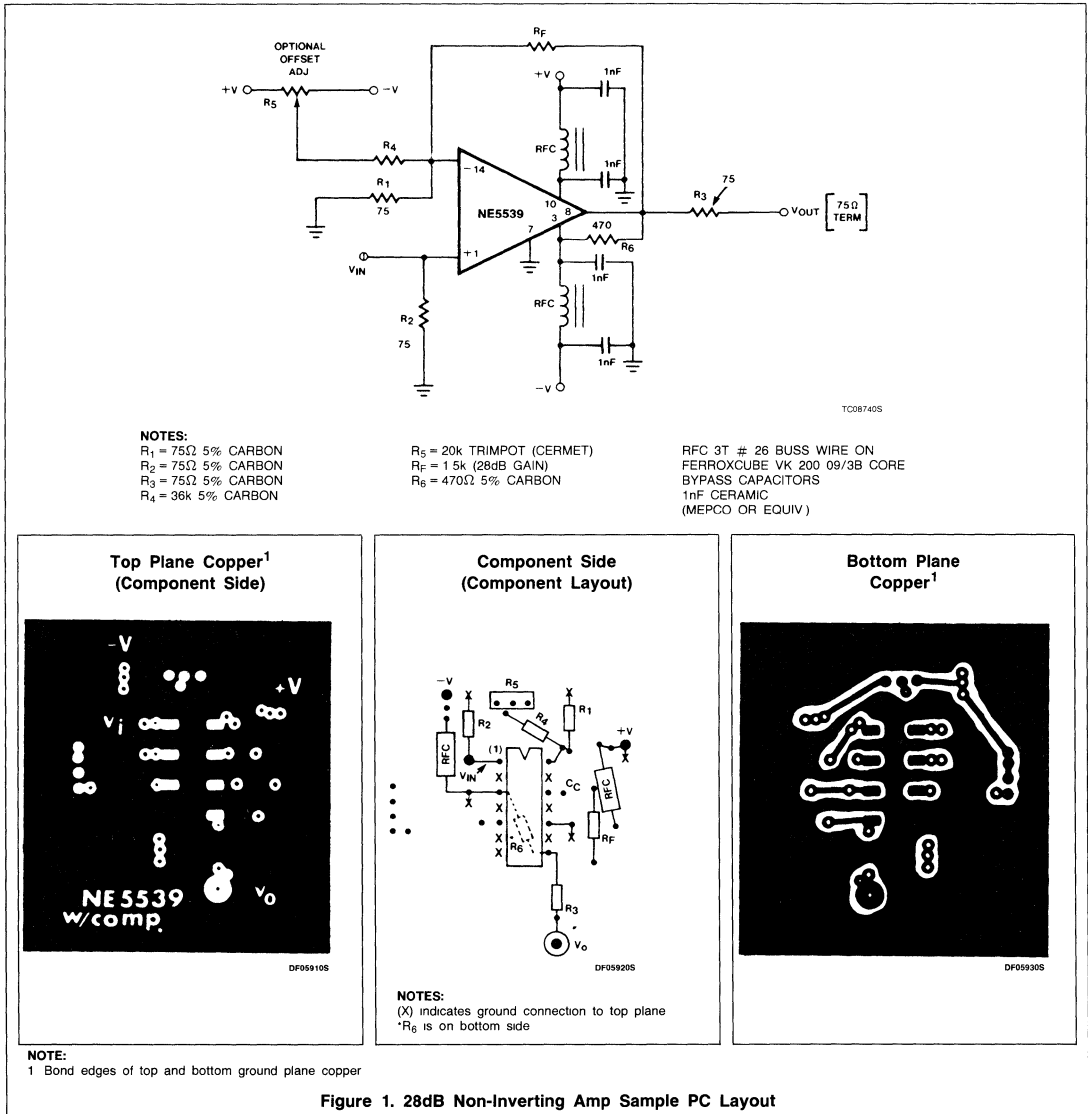 OPTIONAL
OFFSET
ADJ
+V
R5
−V
RF
+V
1nF
RFC
1nF
R4
R1
75
−14
NE5539
10
8
3
7
+1
VIN
R2
75
470
R6
1nF
RFC
1nF
−V
R3
75
VOUT
75Ω
TERM
TC08740S
NOTES:
R1 = 75Ω 5% CARBON
R2 = 75Ω 5% CARBON
R3 = 75Ω 5% CARBON
R4 = 36k 5% CARBON
R5 = 20k TRIMPOT (CERMET)
RF = 1 5k (28dB GAIN)
R6 = 470Ω 5% CARBON
RFC 3T # 26 BUSS WIRE ON
FERROXCUBE VK 200 09/3B CORE
BYPASS CAPACITORS
1nF CERAMIC
(MEPCO OR EQUIV )
Top Plane Copper1
(Component Side)
-V
+V
Vi
NE5539
w/comp.
Vo
DF05910S
Component Side
(Component Layout)
−V
R5
X
X
R2
R4
R1
+V
RFC
(1)
X
VIN
X
X
CC
RFC
X
X
X
X
X
X
X
R6
X
X
RF
R3
Vo
DF05920S
NOTES:
(X) indicates ground connection to top plane
*R6 is on bottom side
Bottom Plane
Copper1
DF05930S
NOTE:
1 Bond edges of top and bottom ground plane copper
Figure 1. 28dB Non-Inverting Amp Sample PC Layout